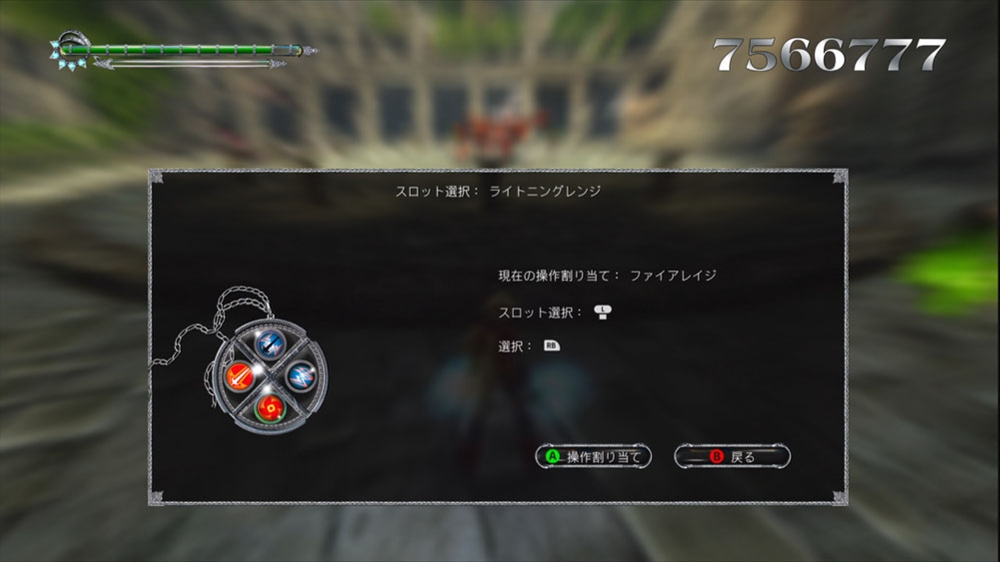 7566777
スロット選択： ライトニングレンジ
現在の操作割り当て： ファイアレイジ
スロット選択： L
選択： RB
A 操作割り当て
B 戻る